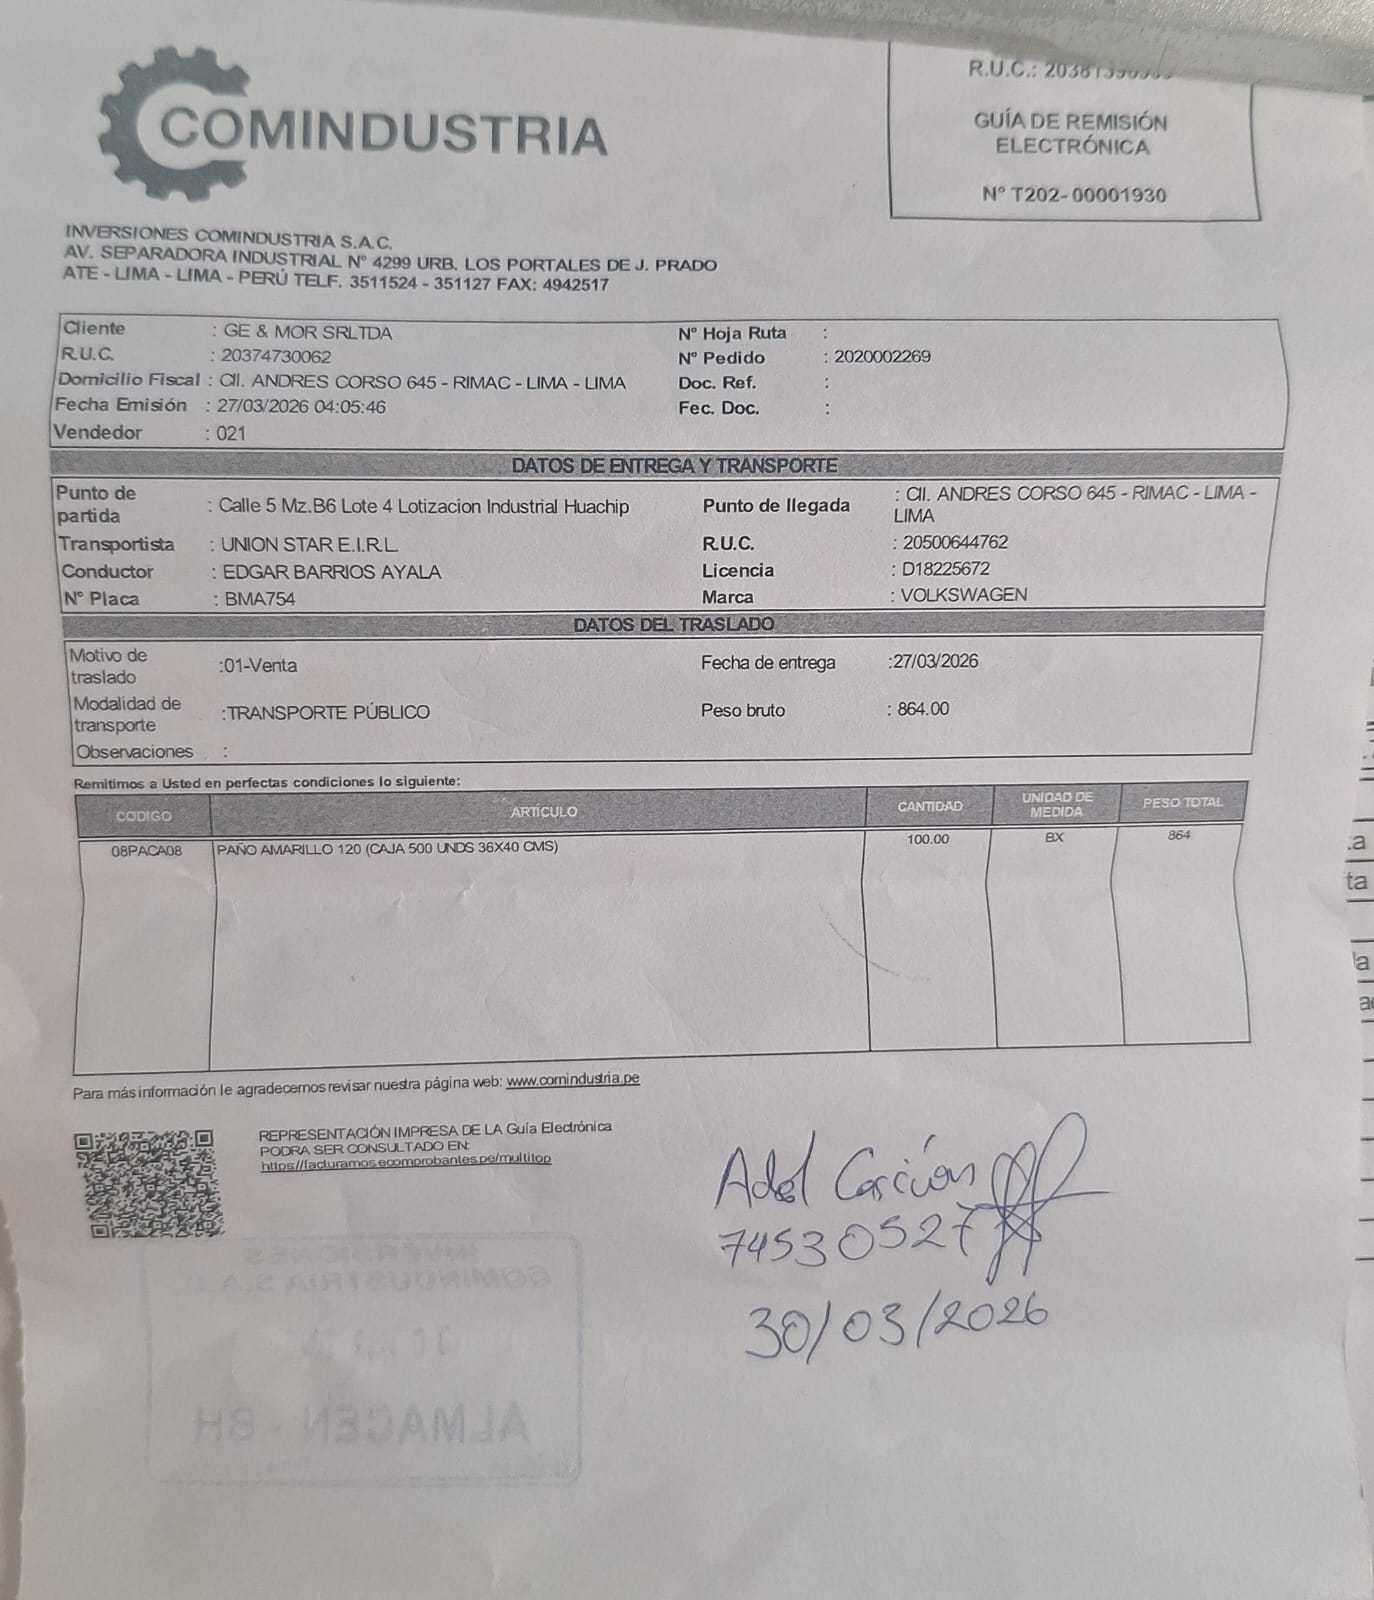 COMINDUSTRIA
GUÍA DE REMISIÓN
ELECTRÓNICA
N° T202- 00001930
INVERSIONES COMINDUSTRIA S.A.C.
AV. SEPARADORA INDUSTRIAL N° 4299 URB. LOS PORTALES DE J. PRADO
ATE - LIMA - LIMA - PERÚ TELF. 3511524 - 351127 FAX: 4942517
Cliente : GE & MOR SRLTDA N° Hoja Ruta :
R.U.C. : 20374730062 N° Pedido : 2020002269
Domicilio Fiscal : Cll. ANDRES CORSO 645 - RIMAC - LIMA - LIMA Doc. Ref. :
Fecha Emisión : 27/03/2026 04:05:46 Fec. Doc. :
Vendedor : 021
DATOS DE ENTREGA Y TRANSPORTE
Punto de partida : Calle 5 Mz.B6 Lote 4 Lotizacion Industrial Huachip Punto de llegada : Cll. ANDRES CORSO 645 - RIMAC - LIMA - LIMA
Transportista : UNION STAR E.I.R.L. R.U.C. : 20500644762
Conductor : EDGAR BARRIOS AYALA Licencia : D18225672
N° Placa : BMA754 Marca : VOLKSWAGEN
DATOS DEL TRASLADO
Motivo de traslado :01-Venta Fecha de entrega :27/03/2026
Modalidad de transporte :TRANSPORTE PÚBLICO Peso bruto : 864.00
Observaciones :
Remitimos a Usted en perfectas condiciones lo siguiente:
CODIGO ARTÍCULO CANTIDAD UNIDAD DE MEDIDA PESO TOTAL
08PACA08 PAÑO AMARILLO 120 (CAJA 500 UNDS 36X40 CMS) 100.00 BX 864
Para más información le agradecemos revisar nuestra página web: www.comindustria.pe
REPRESENTACIÓN IMPRESA DE LA Guía Electrónica
PODRA SER CONSULTADO EN:
https://facturamos.ecomprobantes.pe/multitop
74530527
30/03/2026
INVERSIONES
COMINDUSTRIA S.A.C.
ALMACEN - BH